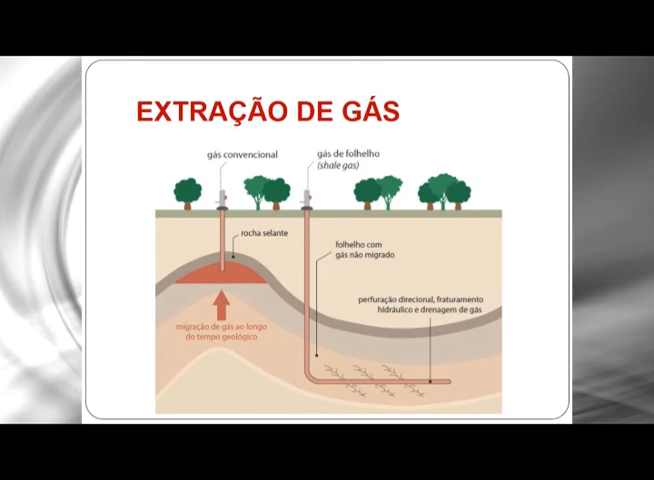 EXTRAÇÃO DE GÁS
gás convencional
gás de folhelho
(shale gas)
rocha selante
folhelho com
gás não migrado
perfuração direcional, fraturamento
hidráulico e drenagem de gás
migração de gás ao longo
do tempo geológico